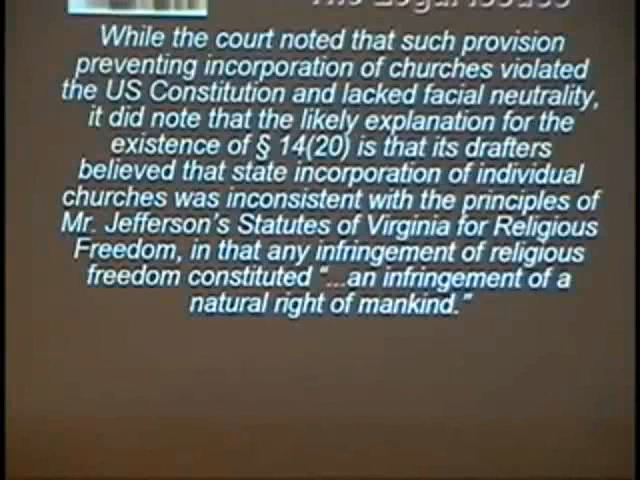 The Legal Issues
While the court noted that such provision
preventing incorporation of churches violated
the US Constitution and lacked facial neutrality,
it did note that the likely explanation for the
existence of § 14(20) is that its drafters
believed that state incorporation of individual
churches was inconsistent with the principles of
Mr. Jefferson's Statutes of Virginia for Religious
Freedom, in that any infringement of religious
freedom constituted "...an infringement of a
natural right of mankind."